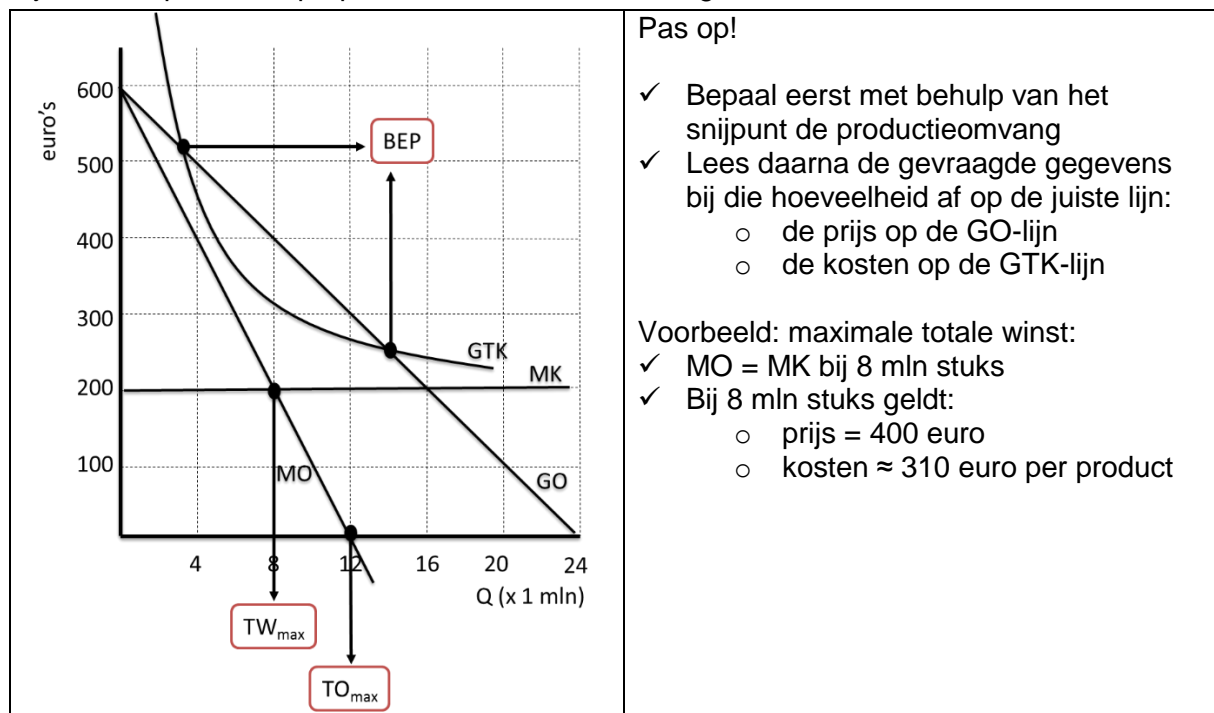 euro's
600
500
400
300
200
100
BEP
GTK
MK
MO
GO
4
8
12
16
20
24
Q (x 1 mln)
TWmax
TOmax
Pas op!
✓ Bepaal eerst met behulp van het
snijpunt de productieomvang
✓ Lees daarna de gevraagde gegevens
bij die hoeveelheid af op de juiste lijn:
o de prijs op de GO-lijn
o de kosten op de GTK-lijn
Voorbeeld: maximale totale winst:
✓ MO = MK bij 8 mln stuks
✓ Bij 8 mln stuks geldt:
o prijs = 400 euro
o kosten ≈ 310 euro per product